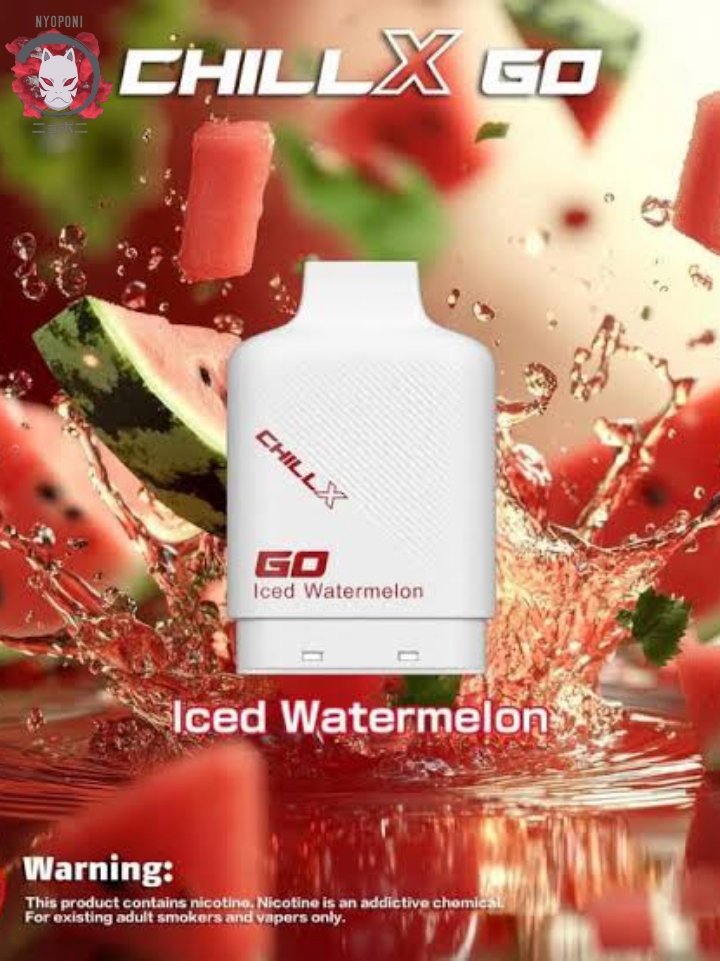 NYOPONI
CHILLX GO
CHILLX
GO
Iced Watermelon
Iced Watermelon
Warning:
This product contains nicotine. Nicotine is an addictive chemical.
For existing adult smokers and vapers only.